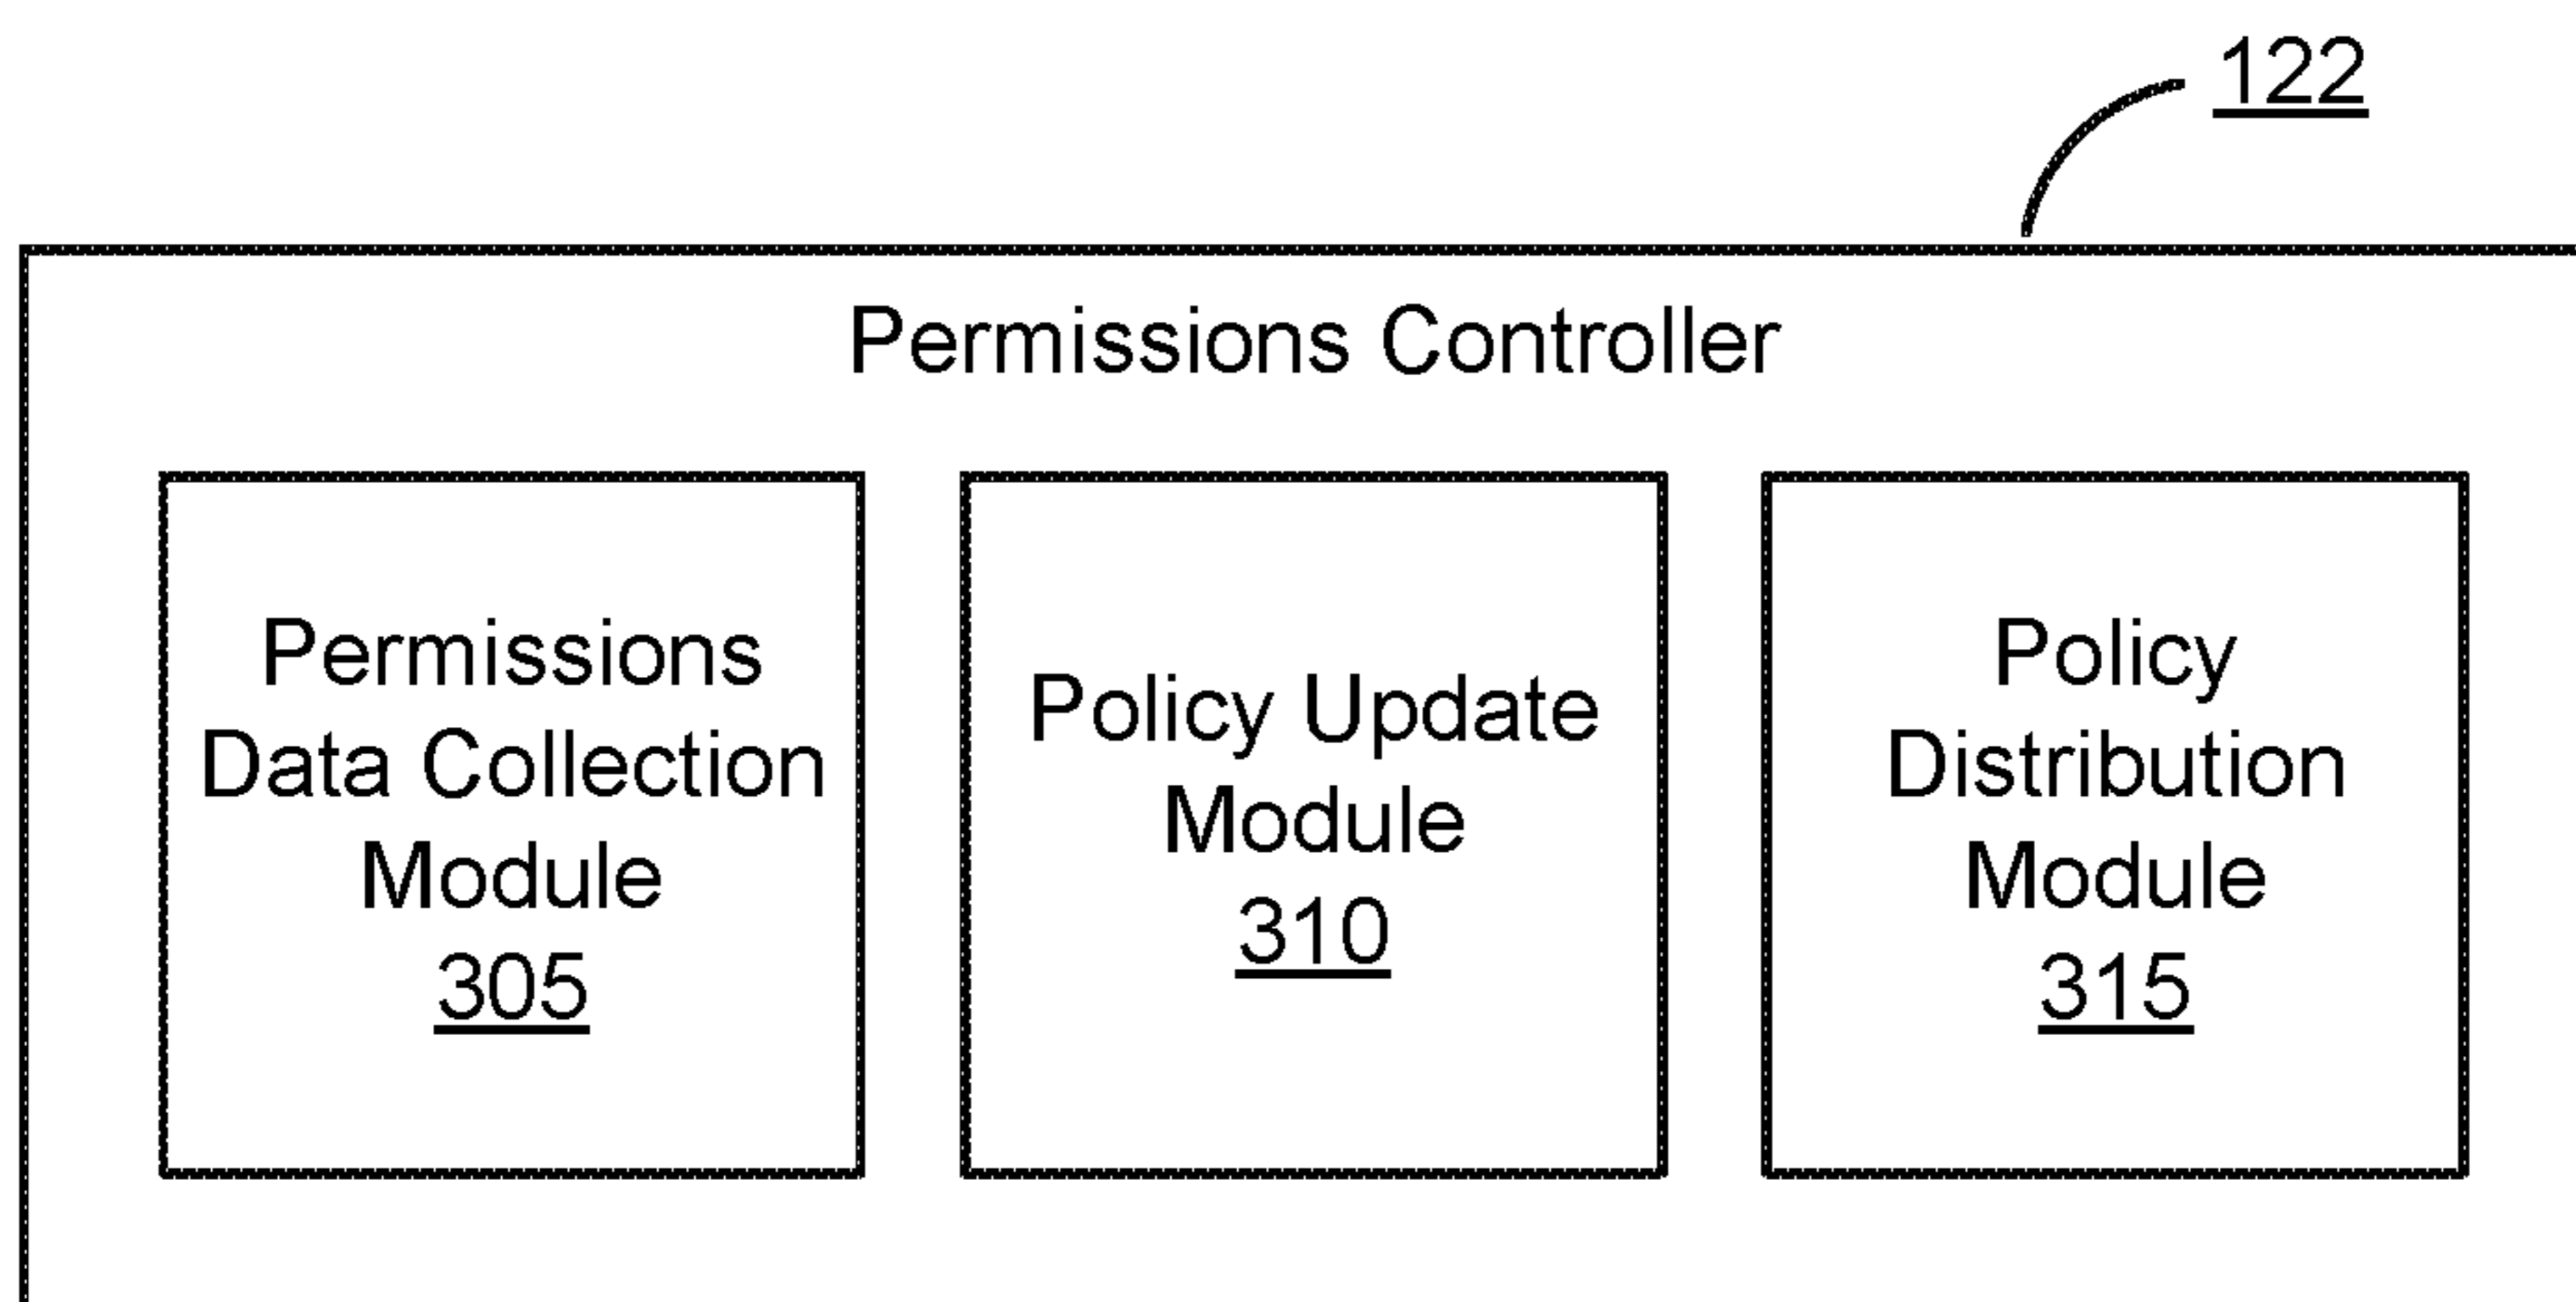 122
Permissions Controller
Permissions
Data Collection
Module
305
Policy Update
Module
310
Policy
Distribution
Module
315